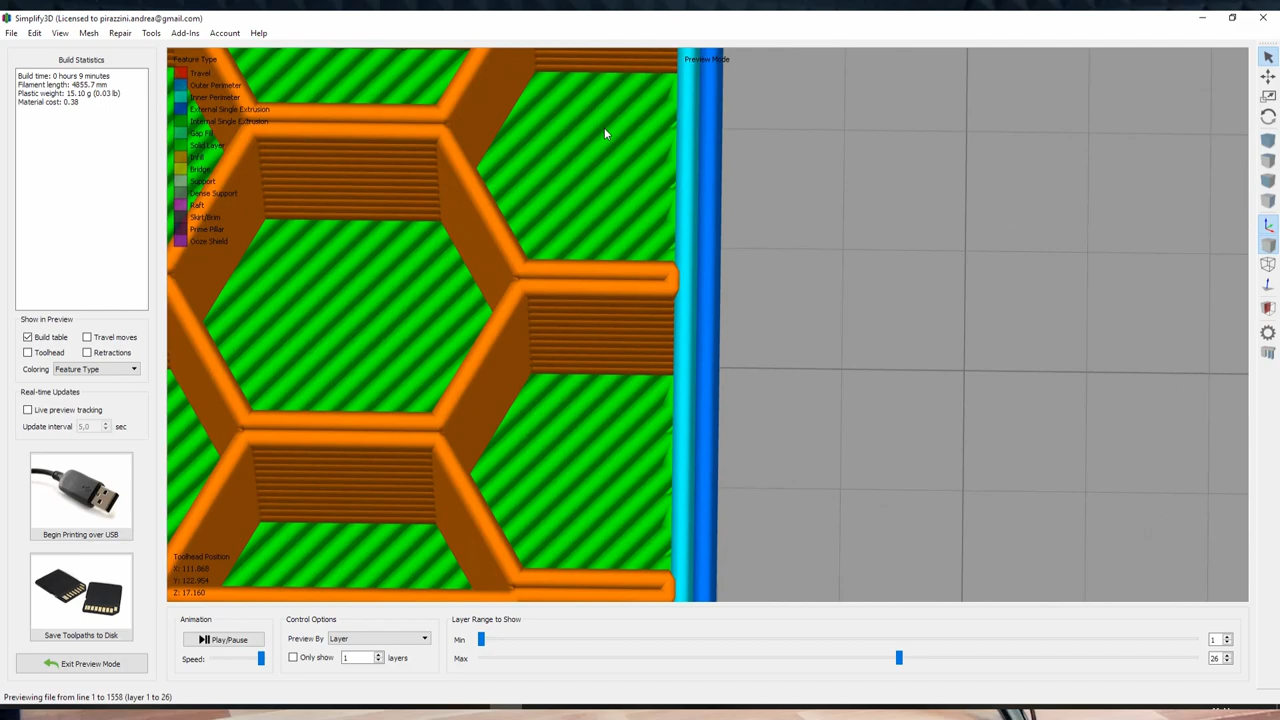 Simplify3D (Licensed to pirazzini.andrea@gmail.com)
File Edit View Mesh Repair Tools Add-Ins Account Help
Build Statistics
Build time: 0 hours 9 minutes
Filament length: 4855.7 mm
Plastic weight: 15.10 g (0.03 lb)
Material cost: 0.38
Show in Preview
Build table
Travel moves
Toolhead
Retractions
Coloring Feature Type
Real-time Updates
Live preview tracking
Update interval 5,0 sec
Begin Printing over USB
Save Toolpaths to Disk
Exit Preview Mode
Feature Type
Travel
Outer Perimeter
Inner Perimeter
External Single Extrusion
Internal Single Extrusion
Gap Fill
Solid Layer
Infill
Bridge
Support
Dense Support
Raft
Skirt/Brim
Prime Pillar
Ooze Shield
Preview Mode
Toolhead Position
X: 111.868
Y: 122.954
Z: 17.160
Animation
Play/Pause
Speed:
Control Options
Preview By Layer
Only show 1 layers
Layer Range to Show
Min 1
Max 26
Previewing file from line 1 to 1558 (layer 1 to 26)